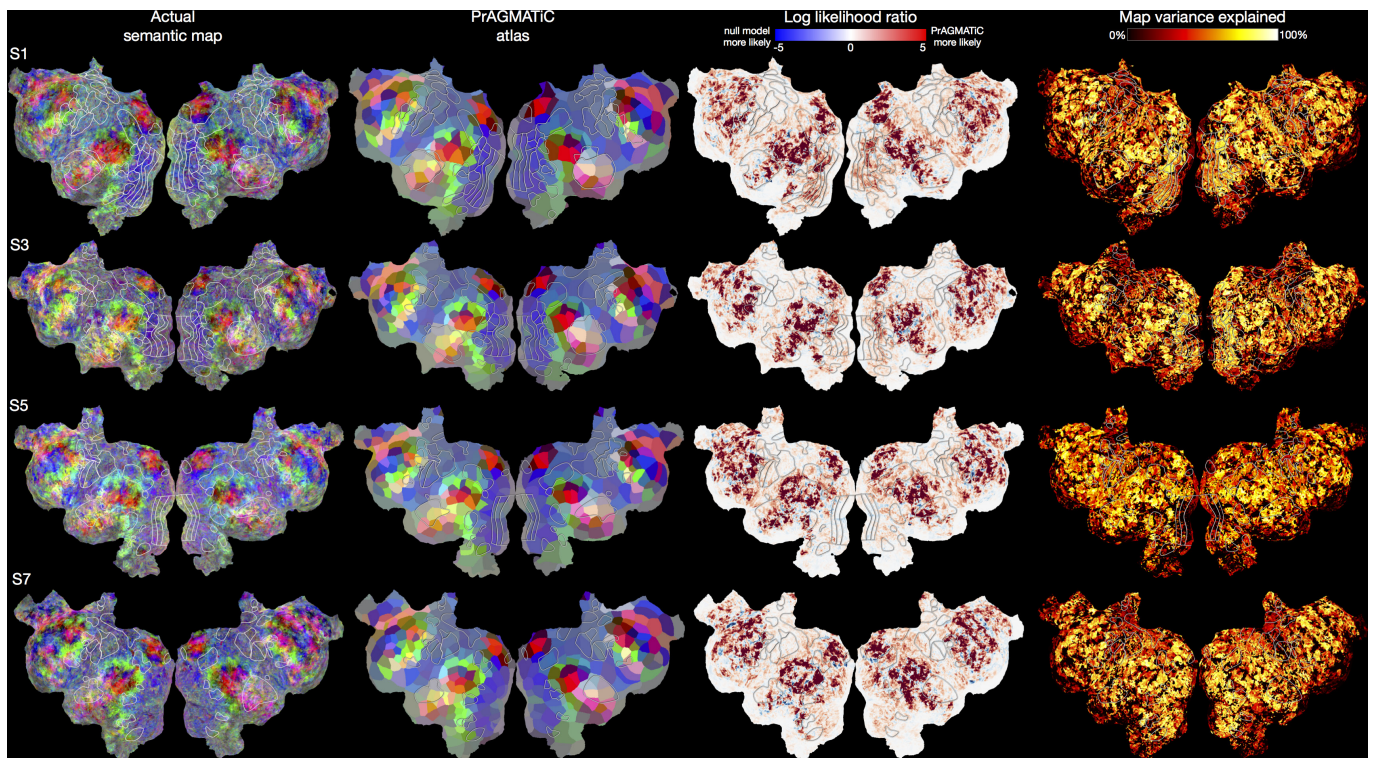 Actual
semantic map
PrAGMATiC
atlas
Log likelihood ratio
null model
more likely
-5
0
5
PrAGMATiC
more likely
Map variance explained
0%
100%
S1
S3
S5
S7